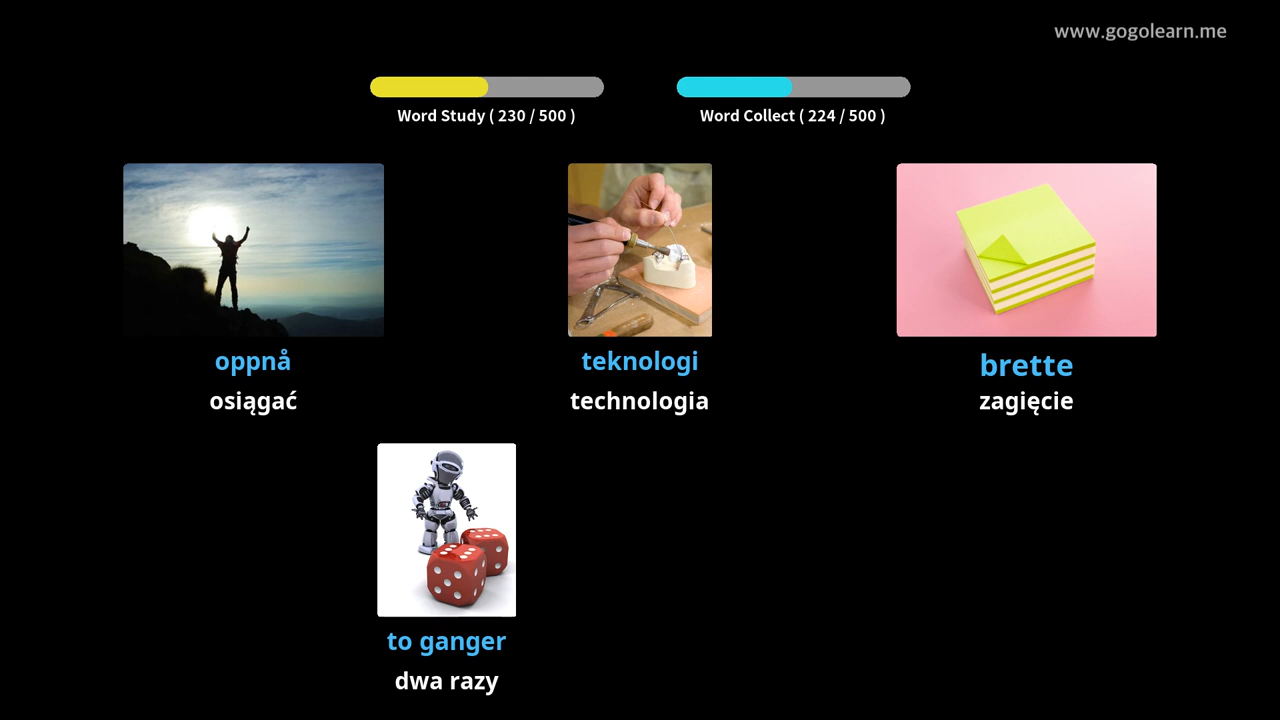 www.gogolearn.me
Word Study ( 230 / 500 )
Word Collect ( 224 / 500 )
oppnå
osiągać
teknologi
technologia
brette
zagięcie
to ganger
dwa razy